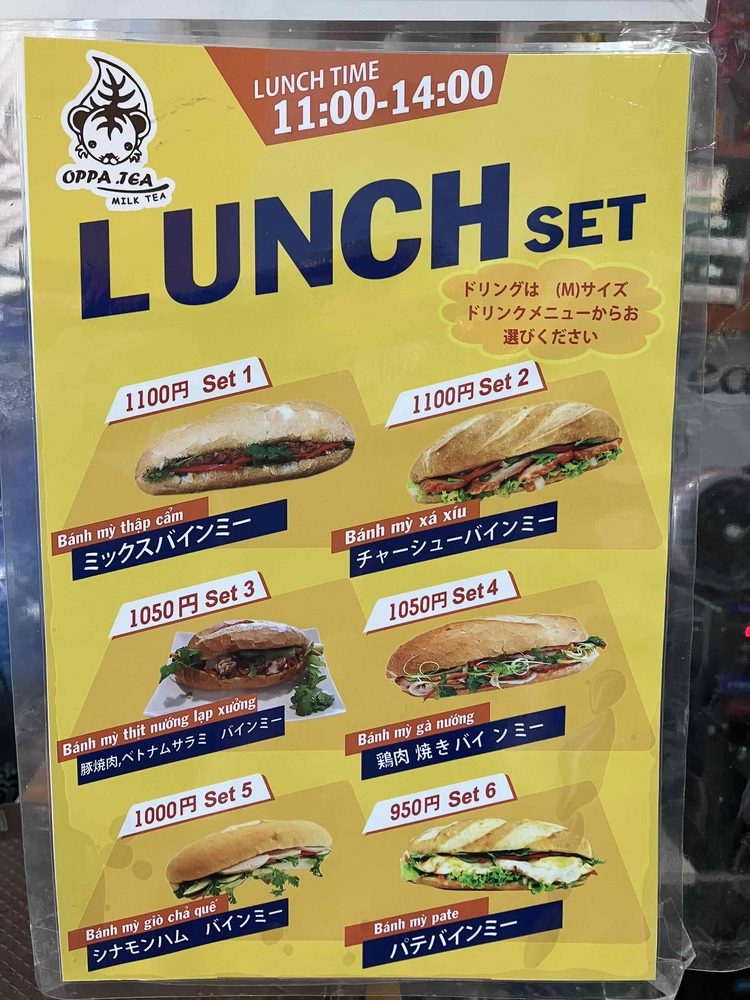 LUNCH TIME
11:00-14:00
OPPA.TEA
MILK TEA
LUNCH SET
ドリングは (M)サイズ
ドリンクメニューからお
選びください
1100円 Set 1
Bánh mỳ thập cẩm
ミックスバインミー
1100円 Set 2
Bánh mỳ xá xíu
チャーシューバインミー
1050円 Set 3
Bánh mỳ thịt nướng lạp xưởng
豚焼肉,ベトナムサラミ バインミー
1050円 Set 4
Bánh mỳ gà nướng
鶏肉 焼き バインミー
1000円 Set 5
Bánh mỳ giò chả quế
シナモンハム バインミー
950円 Set 6
Bánh mỳ pate
パテバインミー